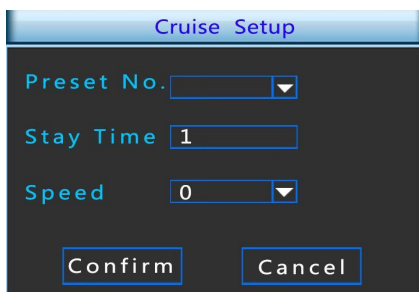 Cruise Setup
Preset No.
Stay Time 1
Speed 0
Confirm Cancel